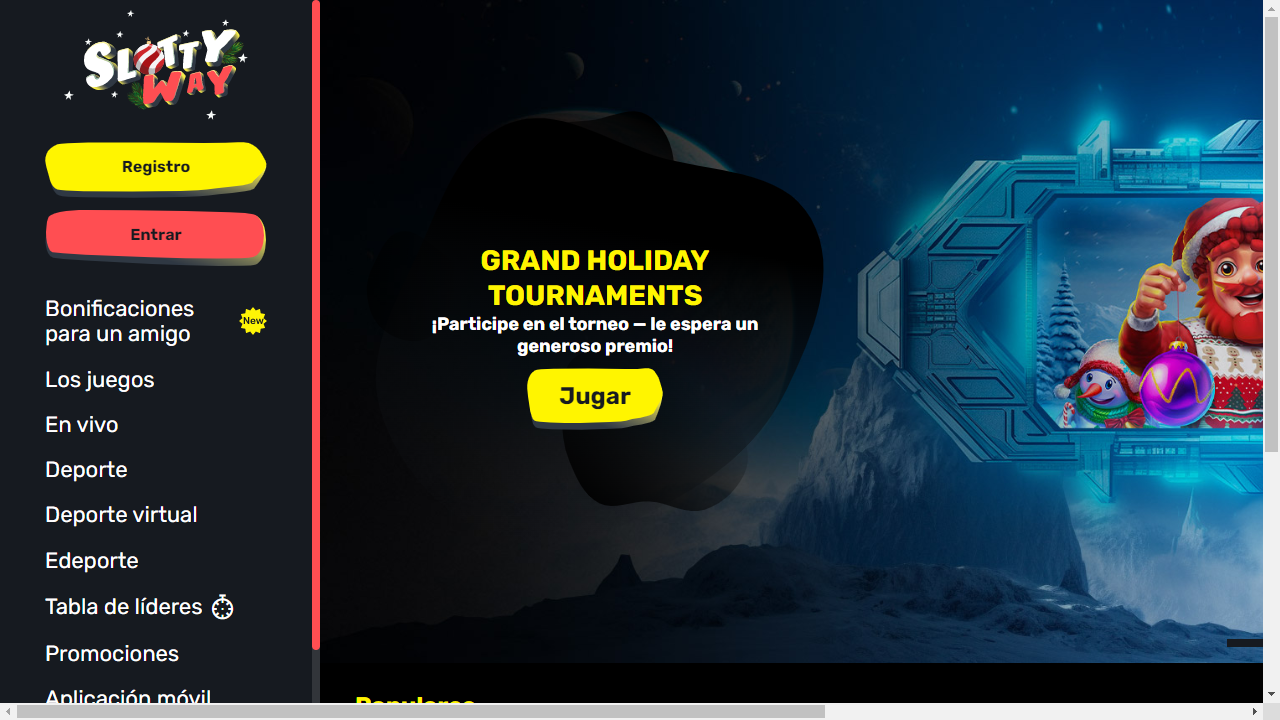 SLOTTY
WAY
Registro
Entrar
Bonificaciones
para un amigo
New
Los juegos
En vivo
Deporte
Deporte virtual
Edeporte
Tabla de líderes
Promociones
Aplicación móvil
GRAND HOLIDAY
TOURNAMENTS
¡Participe en el torneo — le espera un
generoso premio!
Jugar
Populares